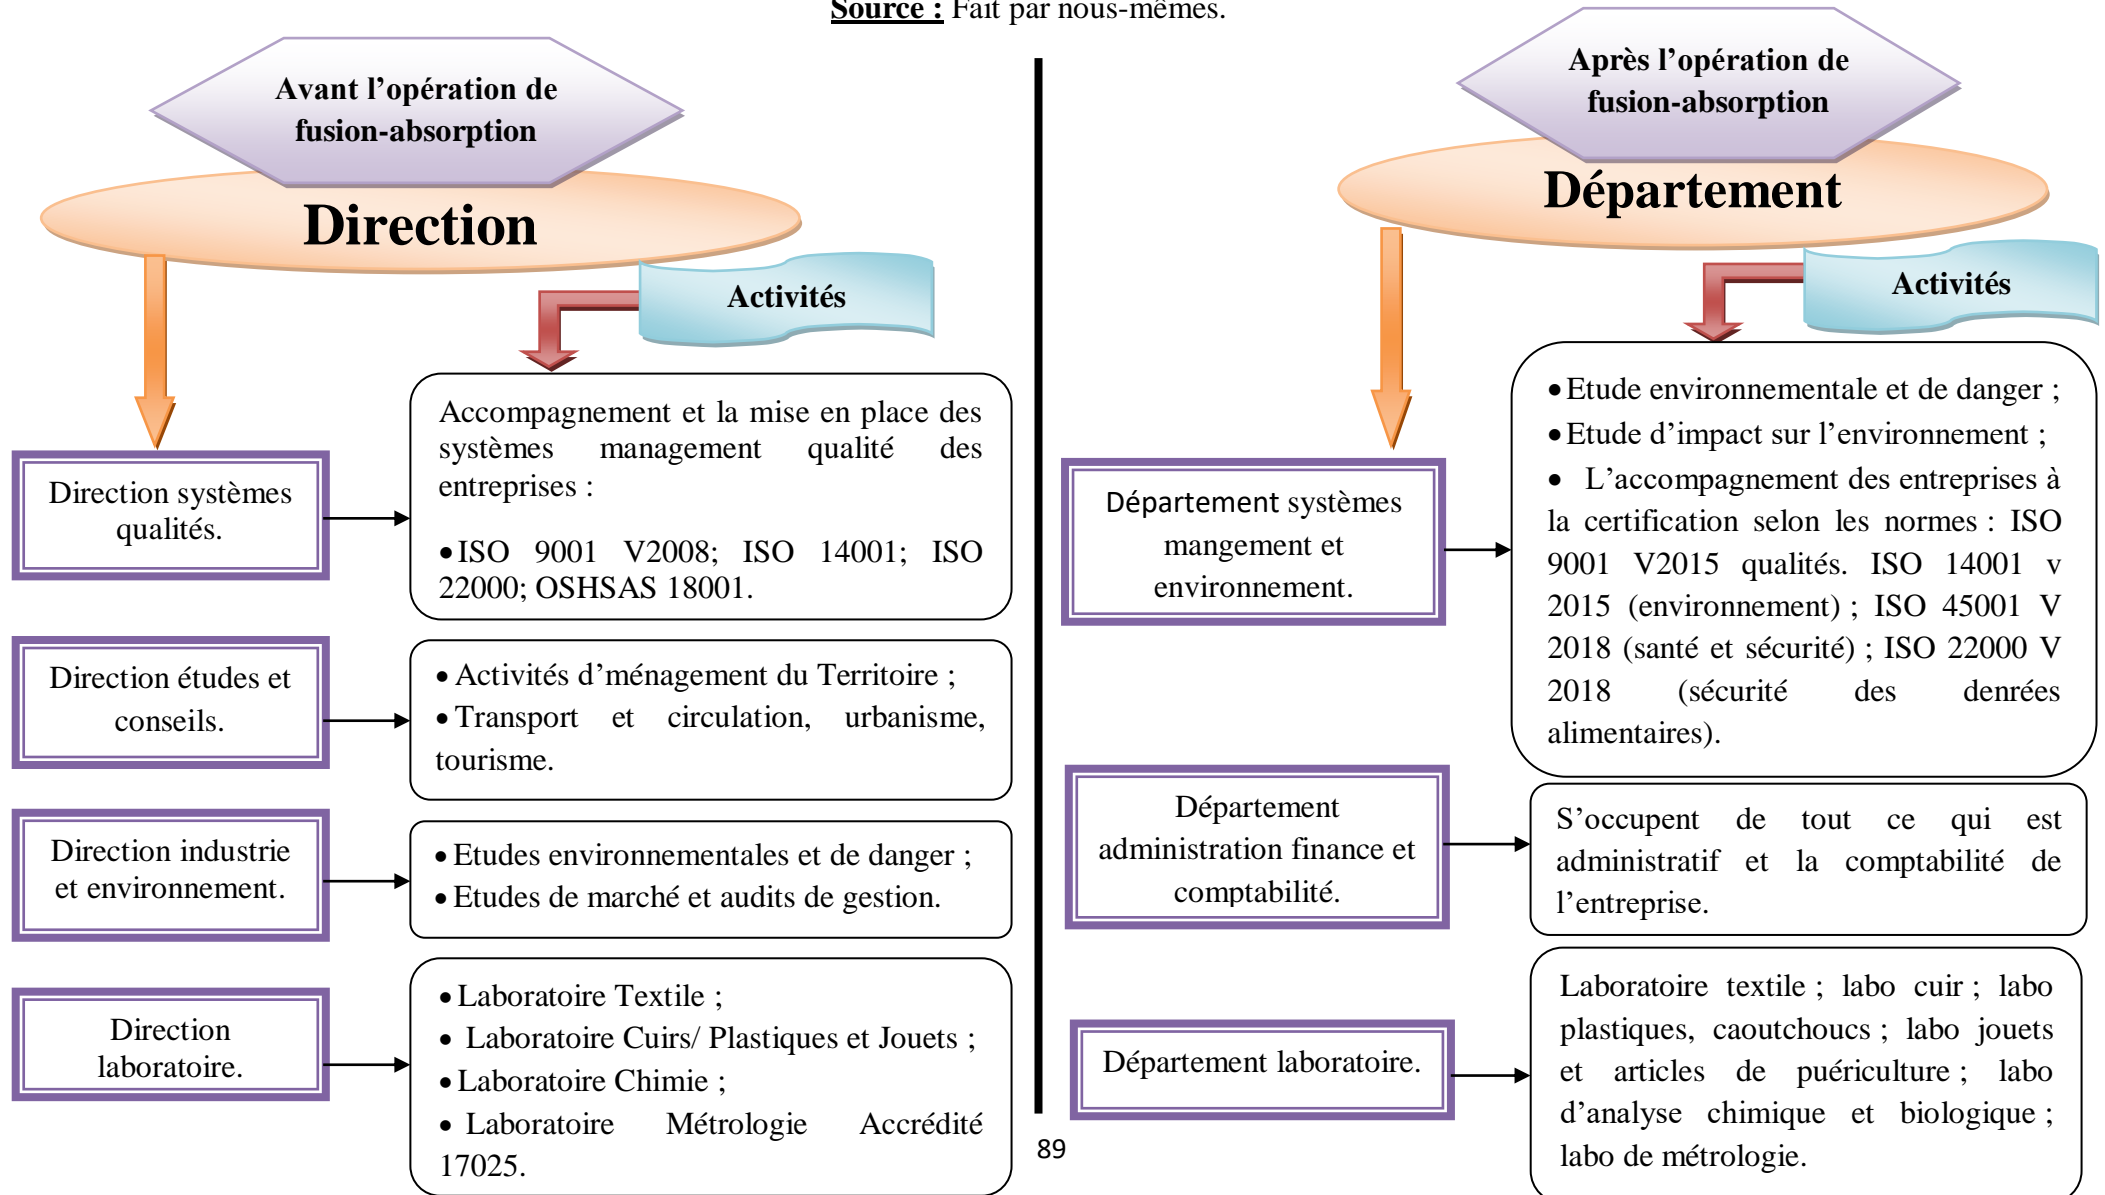 Source : Fait par nous-mêmes.
Avant l’opération de
fusion-absorption
Direction
Activités
Direction systèmes
qualités.
Accompagnement et la mise en place des
systèmes management qualité des
entreprises :
•ISO 9001 V2008; ISO 14001; ISO
22000; OSHSAS 18001.
Direction études et
conseils.
• Activités d’ménagement du Territoire ;
• Transport et circulation, urbanisme,
tourisme.
Direction industrie
et environnement.
• Etudes environnementales et de danger ;
• Etudes de marché et audits de gestion.
Direction
laboratoire.
• Laboratoire Textile ;
• Laboratoire Cuirs/ Plastiques et Jouets ;
• Laboratoire Chimie ;
• Laboratoire Métrologie Accrédité
17025.
Après l’opération de
fusion-absorption
Département
Activités
Département systèmes
mangement et
environnement.
• Etude environnementale et de danger ;
• Etude d’impact sur l’environnement ;
• L’accompagnement des entreprises à
la certification selon les normes : ISO
9001 V2015 qualités. ISO 14001 v
2015 (environnement) ; ISO 45001 V
2018 (santé et sécurité) ; ISO 22000 V
2018 (sécurité des denrées
alimentaires).
Département
administration finance et
comptabilité.
S’occupent de tout ce qui est
administratif et la comptabilité de
l’entreprise.
Département laboratoire.
Laboratoire textile ; labo cuir ; labo
plastiques, caoutchoucs ; labo jouets
et articles de puériculture ; labo
d’analyse chimique et biologique ;
labo de métrologie.
89